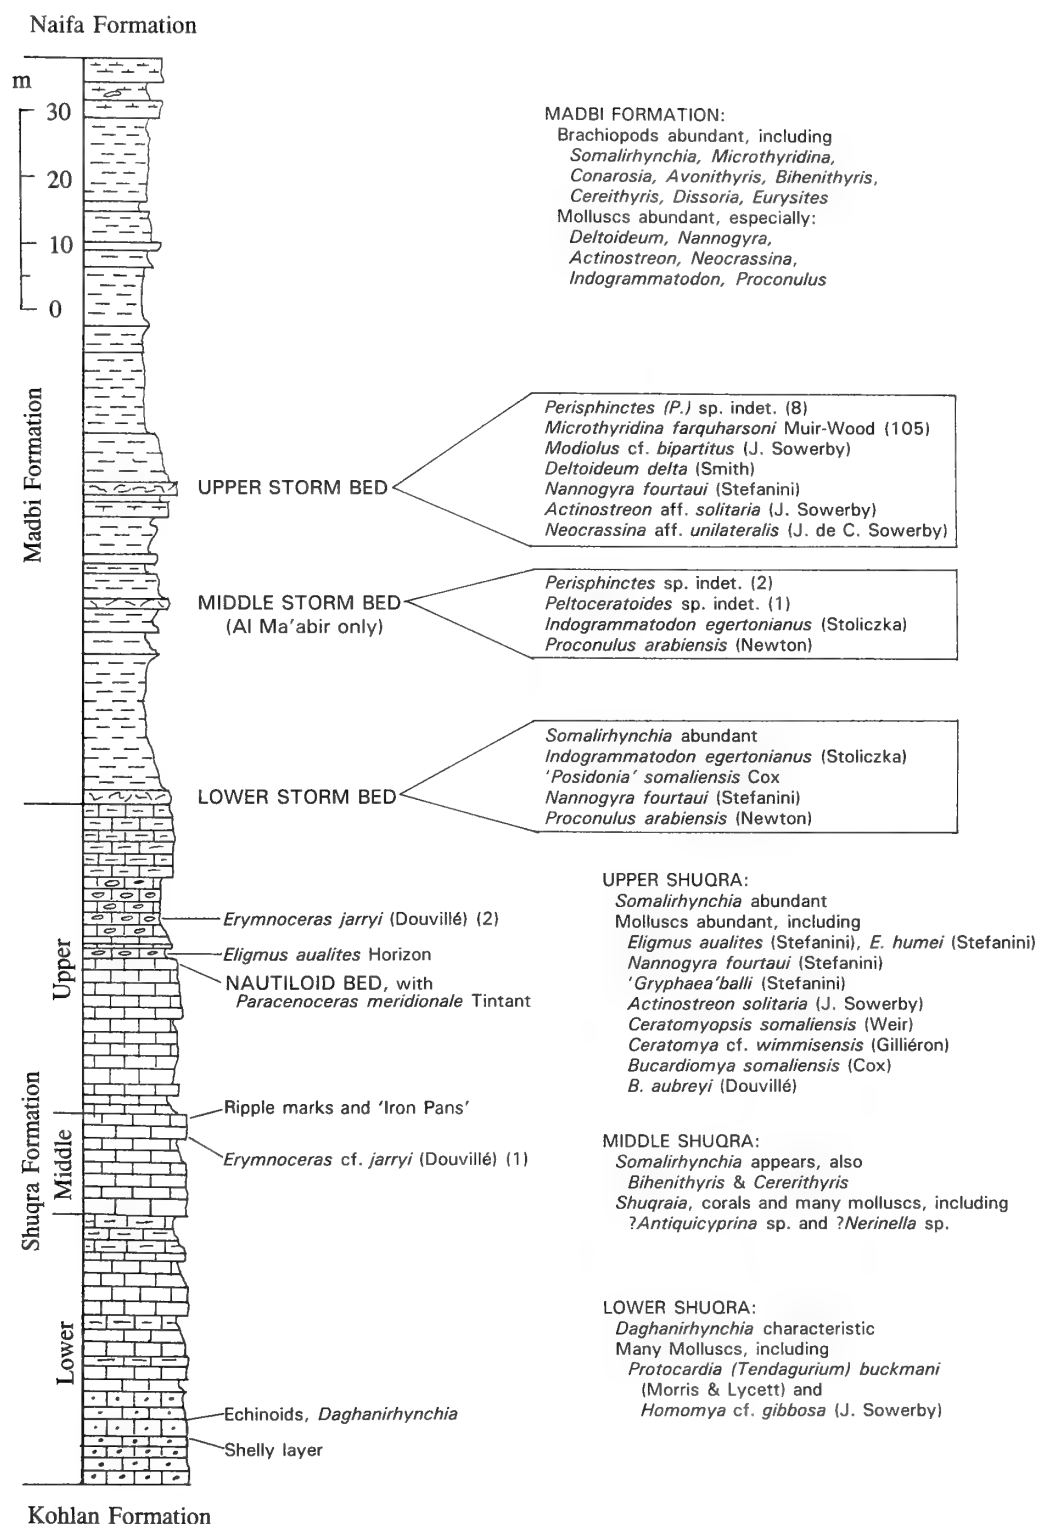 Naifa Formation
m
30
20
10
0
MADBI FORMATION:
Brachiopods abundant, including
Somalirhynchia, Microthyridina,
Conarosia, Avonithyris, Bihenithyris,
Cereithyris, Dissoria, Eurysites
Molluscs abundant, especially:
Deltoideum, Nannogyra,
Actinostreon, Neocrassina,
Indogrammatodon, Proconulus
Madbi Formation
UPPER STORM BED
Perisphinctes (P.) sp. indet. (8)
Microthyridina farquharsoni Muir-Wood (105)
Modiolus cf. bipartitus (J. Sowerby)
Deltoideum delta (Smith)
Nannogyra fourtaui (Stefanini)
Actinostreon aff. solitaria (J. Sowerby)
Neocrassina aff. unilateralis (J. de C. Sowerby)
MIDDLE STORM BED
(Al Ma'abir only)
Perisphinctes sp. indet. (2)
Peltoceratoides sp. indet. (1)
Indogrammatodon egertonianus (Stoliczka)
Proconulus arabiensis (Newton)
LOWER STORM BED
Somalirhynchia abundant
Indogrammatodon egertonianus (Stoliczka)
'Posidonia' somaliensis Cox
Nannogyra fourtaui (Stefanini)
Proconulus arabiensis (Newton)
Shuqra Formation
Upper
Erymnoceras jarryi (Douvillé) (2)
Eligmus aualites Horizon
NAUTILOID BED, with
Paracenoceras meridionale Tintant
UPPER SHUQRA:
Somalirhynchia abundant
Molluscs abundant, including
Eligmus aualites (Stefanini), E. humei (Stefanini)
Nannogyra fourtaui (Stefanini)
'Gryphaea'balli (Stefanini)
Actinostreon solitaria (J. Sowerby)
Ceratomyopsis somaliensis (Weir)
Ceratomya cf. wimmisensis (Gilliéron)
Bucardiomya somaliensis (Cox)
B. aubreyi (Douvillé)
Middle
Ripple marks and 'Iron Pans'
Erymnoceras cf. jarryi (Douvillé) (1)
MIDDLE SHUQRA:
Somalirhynchia appears, also
Bihenithyris & Cererithyris
Shuqraia, corals and many molluscs, including
?Antiquicyprina sp. and ?Nerinella sp.
Lower
Echinoids, Daghanirhynchia
Shelly layer
LOWER SHUQRA:
Daghanirhynchia characteristic
Many Molluscs, including
Protocardia (Tendagurium) buckmani
(Morris & Lycett) and
Homomya cf. gibbosa (J. Sowerby)
Kohlan Formation